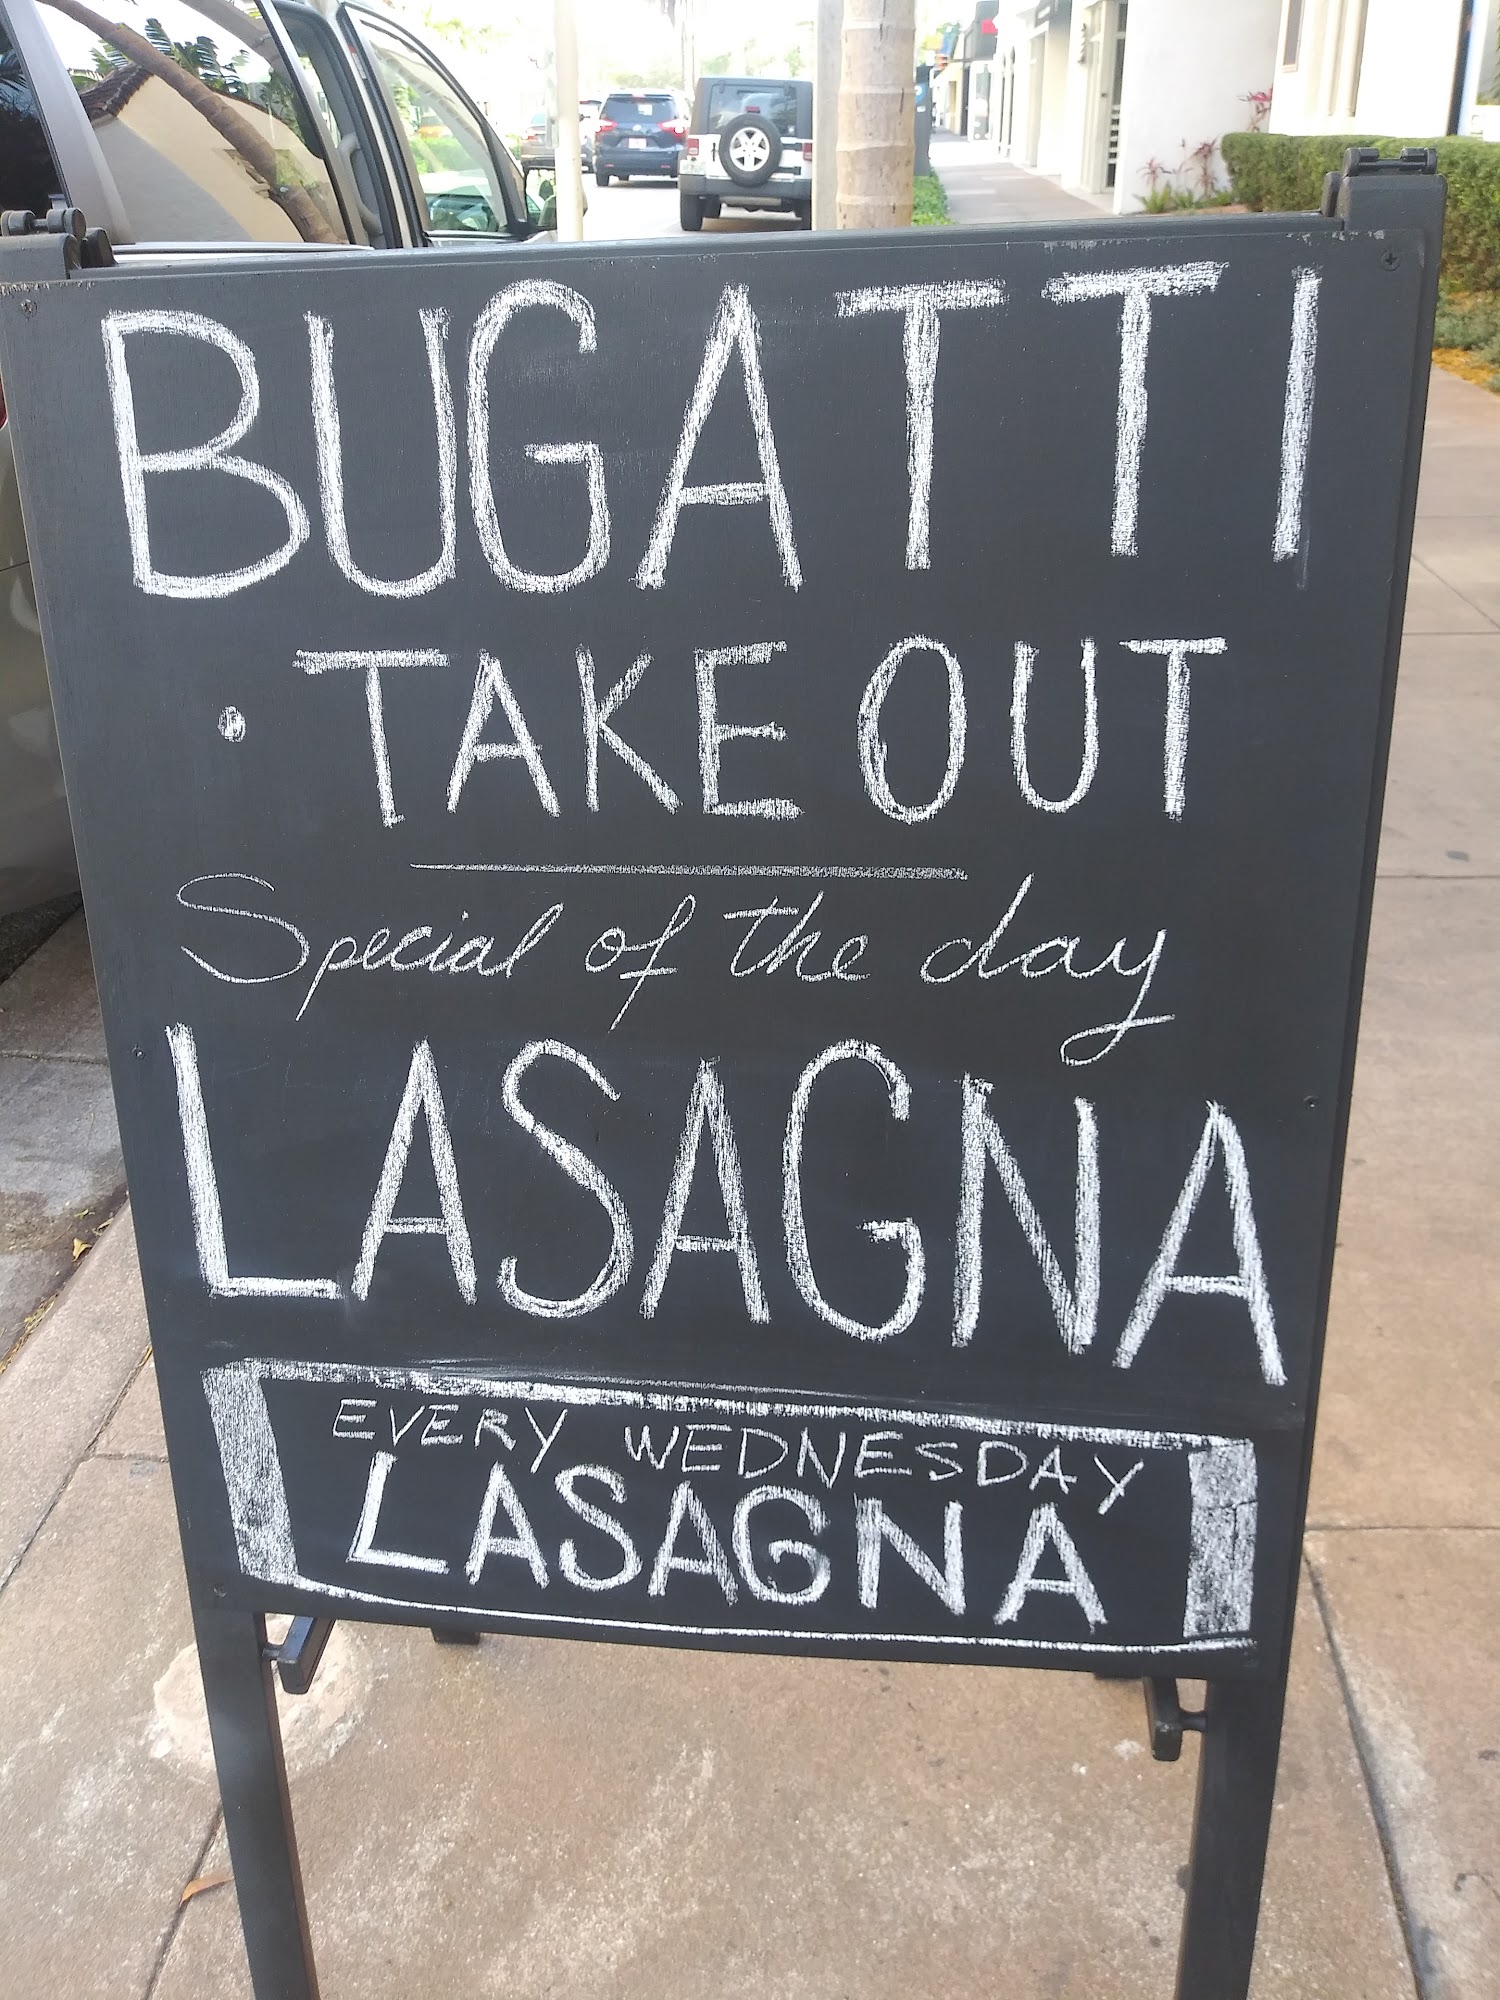 BUGATTI
• TAKE OUT
Special of the day
LASAGNA
EVERY WEDNESDAY
LASAGNA